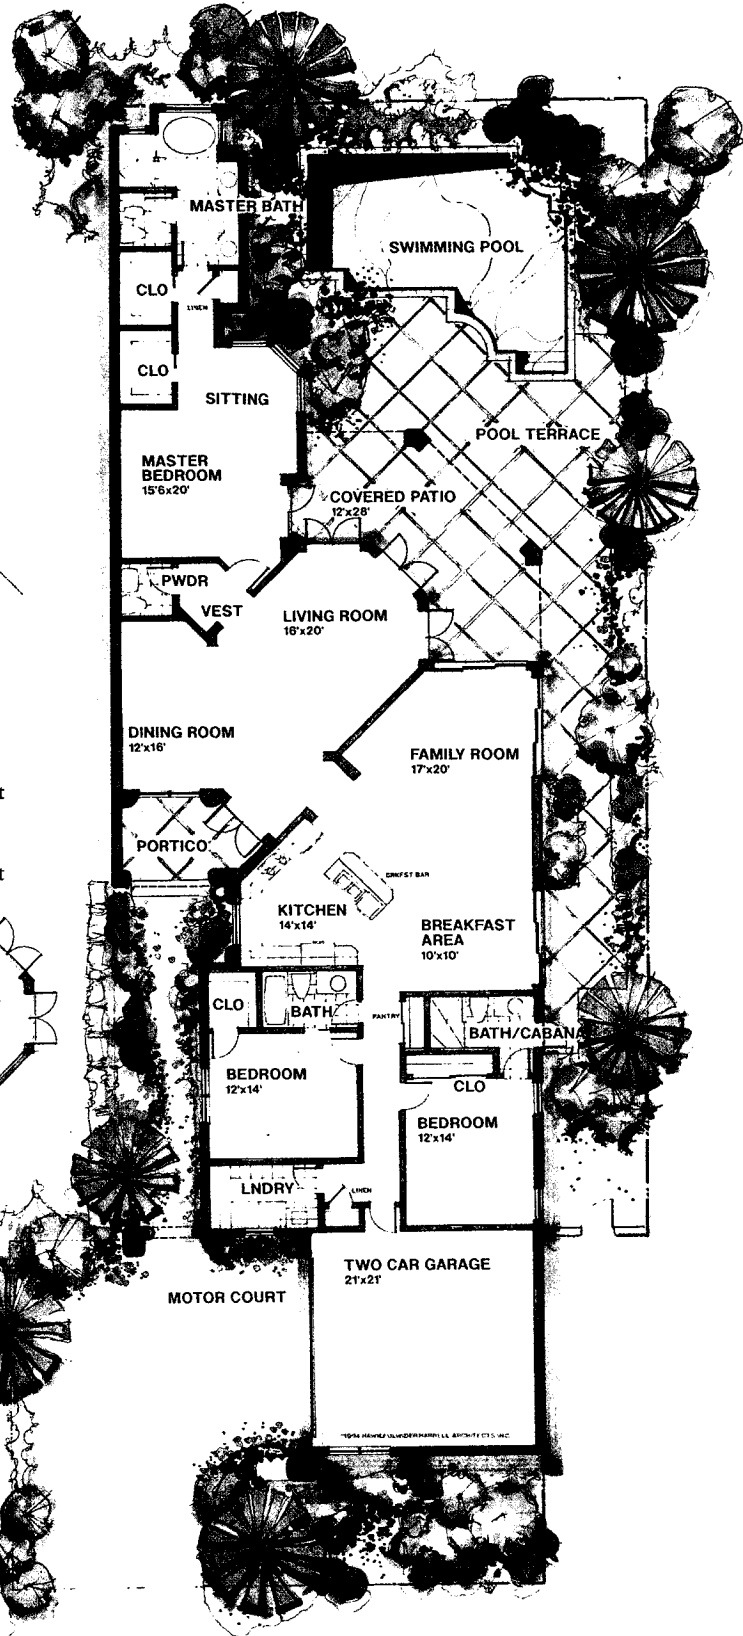 MASTER BATH
SWIMMING POOL
CLO
LINEN
CLO
SITTING
POOL TERRACE
MASTER
BEDROOM
15'6x20'
COVERED PATIO
12'x28'
PWDR
VEST
LIVING ROOM
16'x20'
DINING ROOM
12'x16'
FAMILY ROOM
17'x20'
PORTICO
BRKFST BAR
KITCHEN
14'x14'
BREAKFAST
AREA
10'x10'
CLO
BATH
PANTRY
BATH/CABANA
BEDROOM
12'x14'
CLO
BEDROOM
12'x14'
LNDRY
LINEN
TWO CAR GARAGE
21'x21'
MOTOR COURT
ARCHITECTS INC.